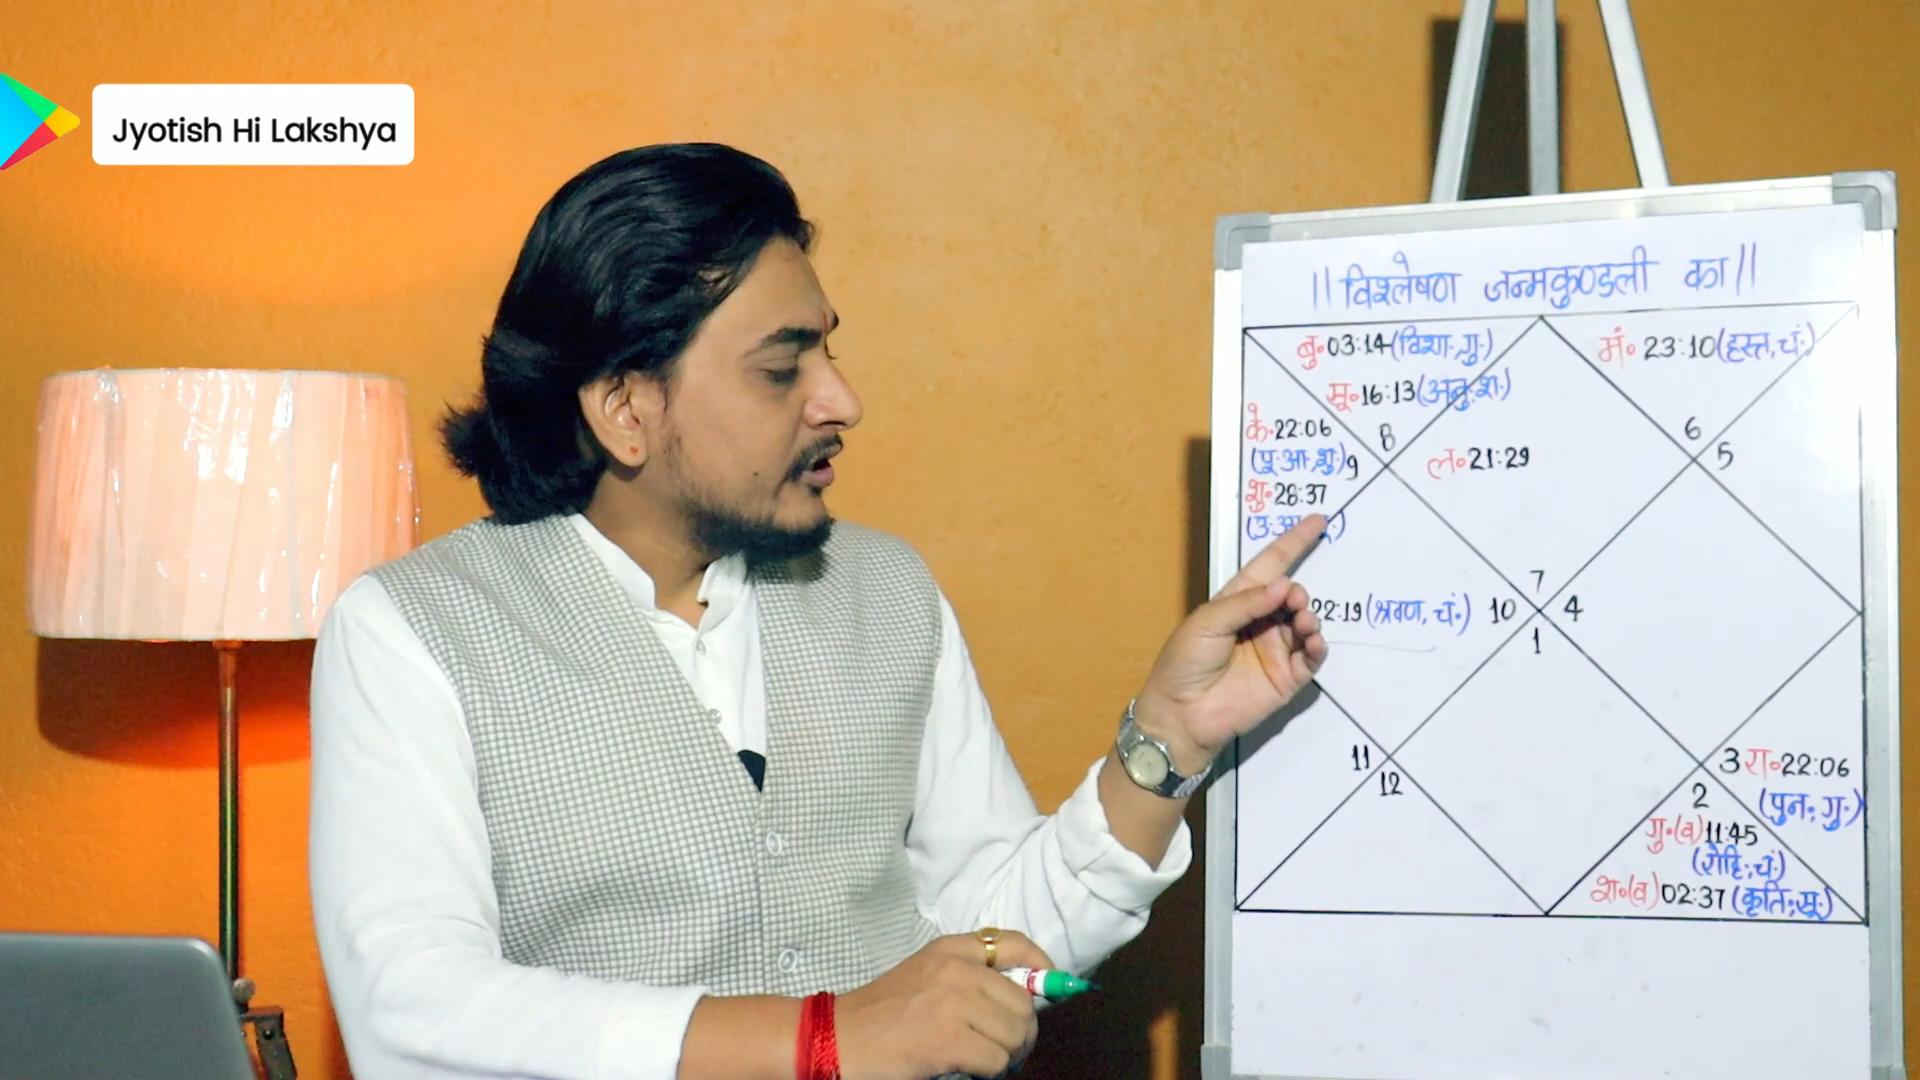 Jyotish Hi Lakshya
||विश्लेषण जन्मकुण्डली का||
बु॰03:14(विशा॰,गु॰)
मं॰ 23:10(हस्त,चं॰)
सू॰16:13(अनु॰,श॰)
के॰22:06
8
6
(पू॰आ॰,शु॰)9
ल॰21:29
5
शु॰28:37
7
22:19(श्रवण,चं॰) 10
4
1
11
3 रा॰22:06
12
2
(पुन॰,गु॰)
गु॰(व)11:45
(रोहि॰,चं॰)
श॰(व)02:37(कृति॰,सू॰)